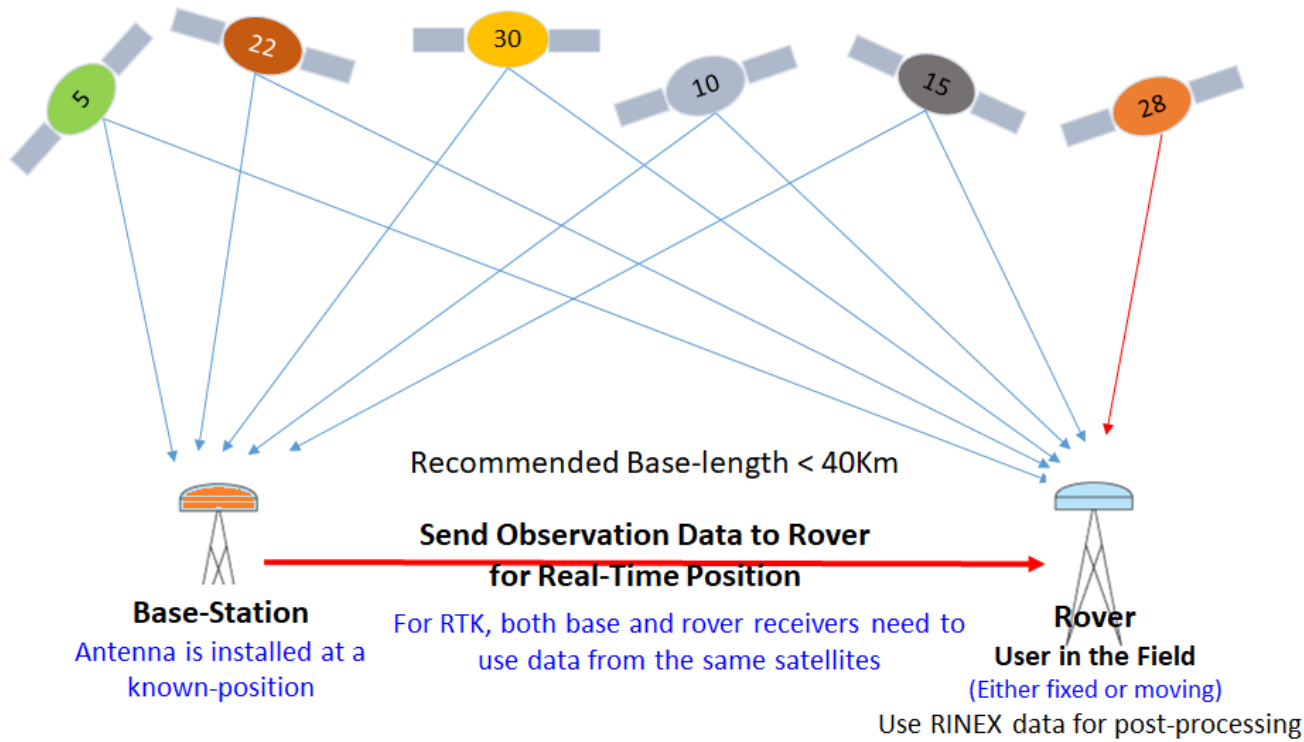 5
22
30
10
15
28
Recommended Base-length < 40Km
Send Observation Data to Rover
for Real-Time Position
Base-Station
Antenna is installed at a
known-position
For RTK, both base and rover receivers need to
use data from the same satellites
Rover
User in the Field
(Either fixed or moving)
Use RINEX data for post-processing